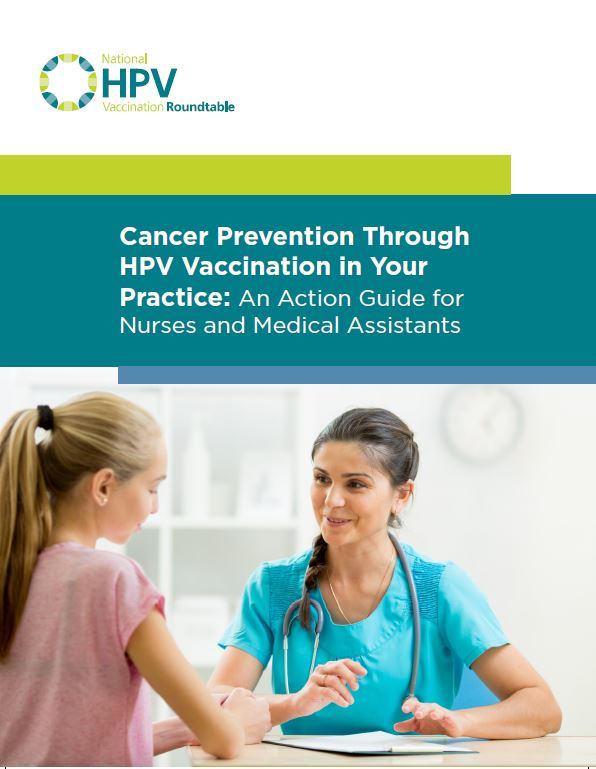 National
HPV
Vaccination Roundtable
Cancer Prevention Through
HPV Vaccination in Your
Practice: An Action Guide for
Nurses and Medical Assistants